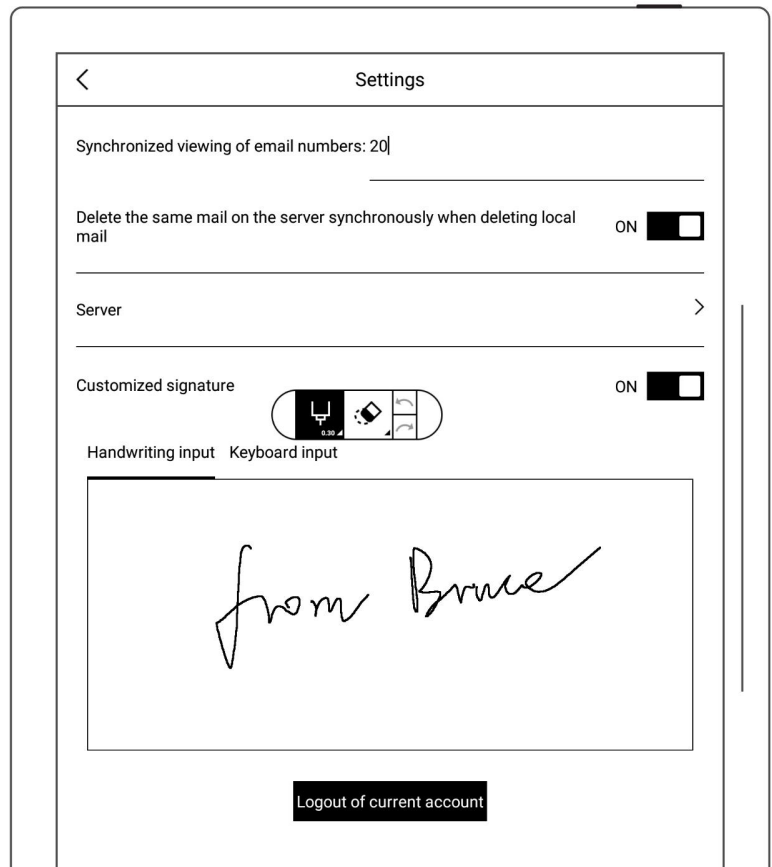 Settings
Synchronized viewing of email numbers: 20
Delete the same mail on the server synchronously when deleting local
mail
ON
Server
Customized signature
ON
0.30
Handwriting input Keyboard input
from Bruce
Logout of current account